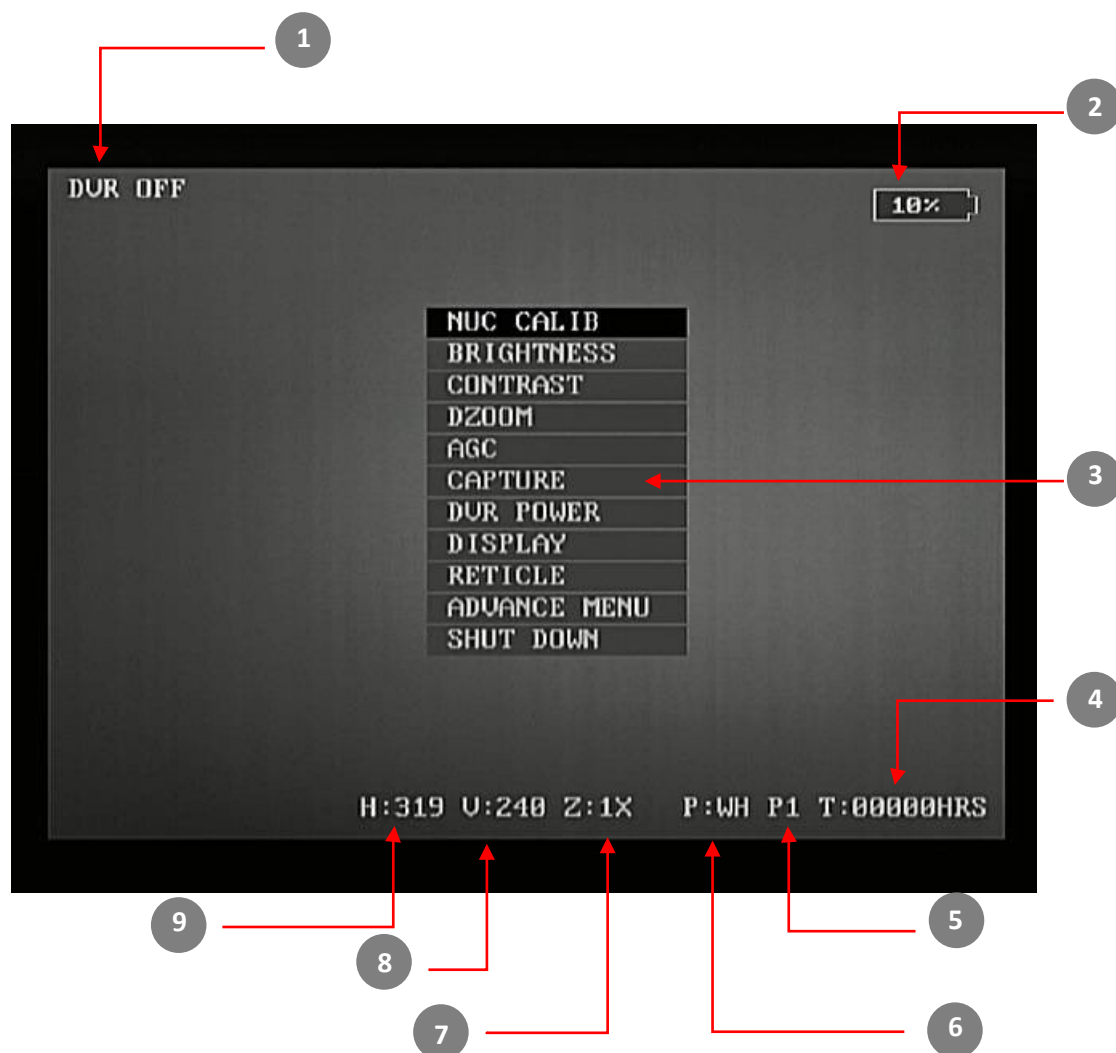 1
2
DVR OFF
10%
NUC CALIB
BRIGHTNESS
CONTRAST
DZOOM
AGC
CAPTURE
3
DVR POWER
DISPLAY
RETICLE
ADVANCE MENU
SHUT DOWN
4
H:319 V:240 Z:1X P:WH P1 T:00000HRS
9
5
8
7
6